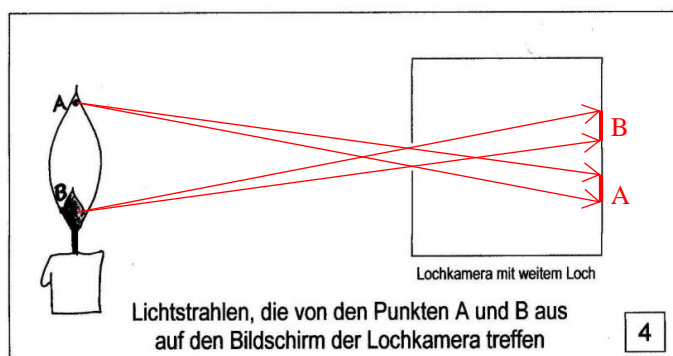 A
B
B
A
Lochkamera mit weitem Loch
Lichtstrahlen, die von den Punkten A und B aus
auf den Bildschirm der Lochkamera treffen
4